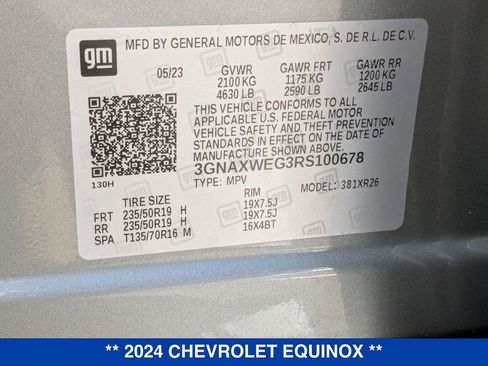 gm
MFD BY GENERAL MOTORS DE MEXICO, S. DE R.L. DE C.V.
05/23 GVWR GAWR FRT GAWR RR
2100 KG 1175 KG 1200 KG
4630 LB 2590 LB 2645 LB
THIS VEHICLE CONFORMS TO ALL
APPLICABLE U.S. FEDERAL MOTOR
VEHICLE SAFETY AND THEFT PREVENTION
STANDARDS IN EFFECT ON THE DATE OF
MANUFACTURE SHOWN ABOVE.
3GNAXWEG3RS100678
130H TYPE: MPV MODEL: 381XR26
TIRE SIZE RIM
FRT 235/50R19 H 19X7.5J
RR 235/50R19 H 19X7.5J
SPA T135/70R16 M 16X4BT
** 2024 CHEVROLET EQUINOX **